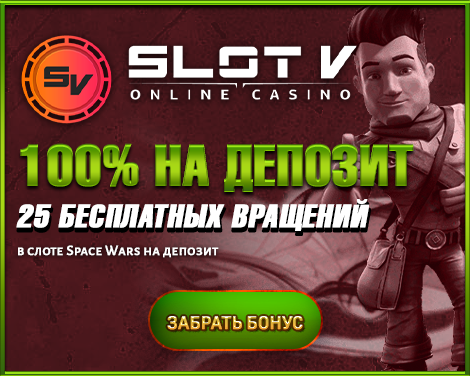 SV
SLOT V
ONLINE CASINO
100% НА ДЕПОЗИТ
25 БЕСПЛАТНЫХ ВРАЩЕНИЙ
в слоте Space Wars на депозит
ЗАБРАТЬ БОНУС